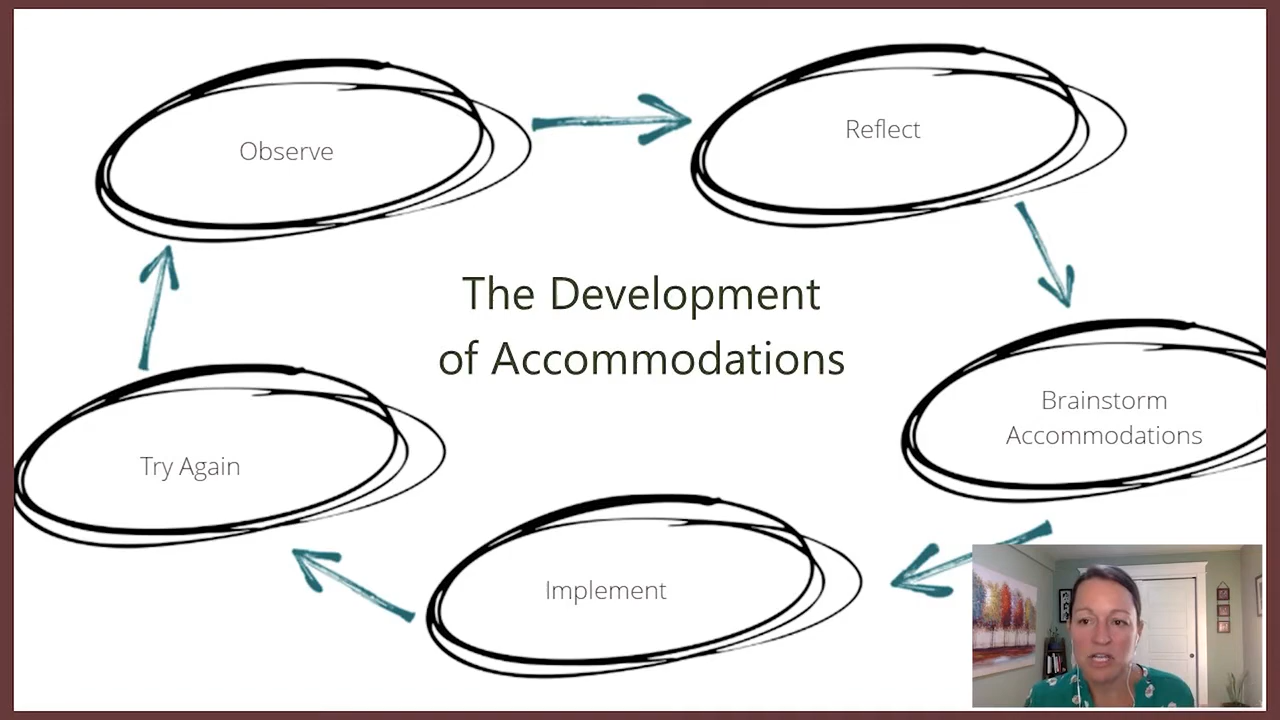 Observe
Reflect
The Development
of Accommodations
Brainstorm
Accommodations
Try Again
Implement